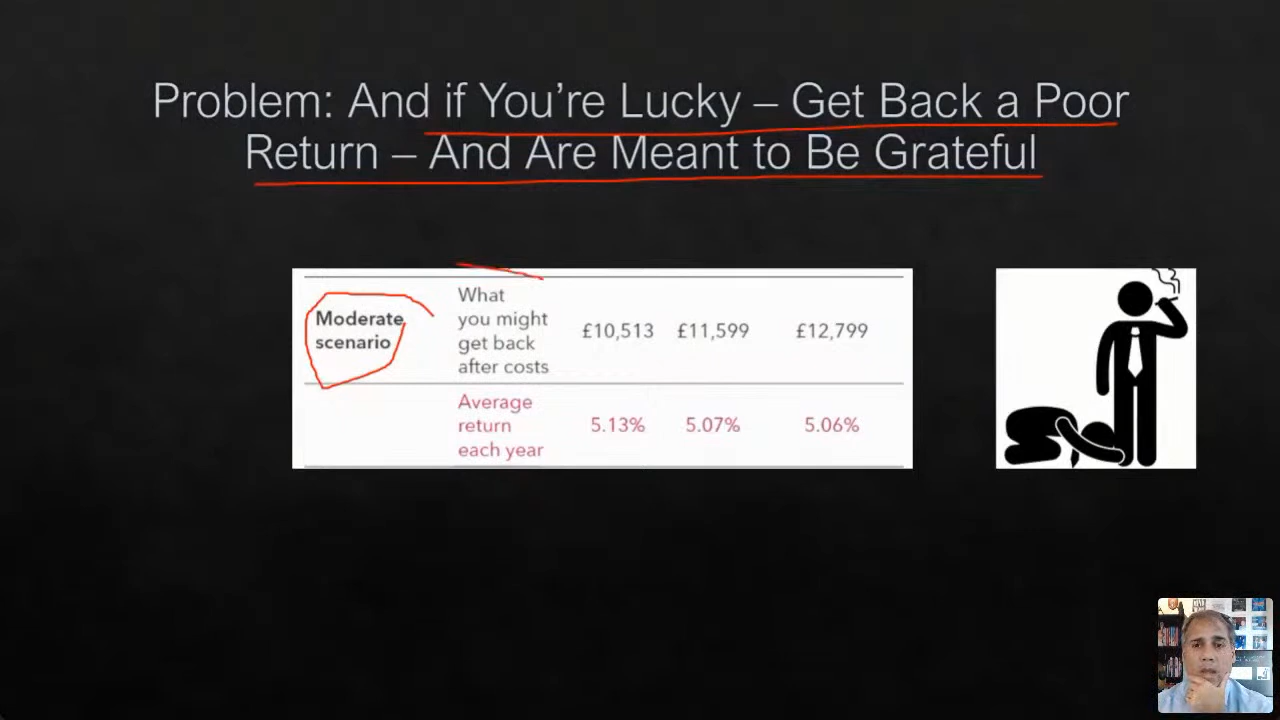 Problem: And if You're Lucky – Get Back a Poor
Return – And Are Meant to Be Grateful
Moderate
scenario
What
you might
get back
after costs
£10,513 £11,599 £12,799
Average
return
each year
5.13% 5.07% 5.06%